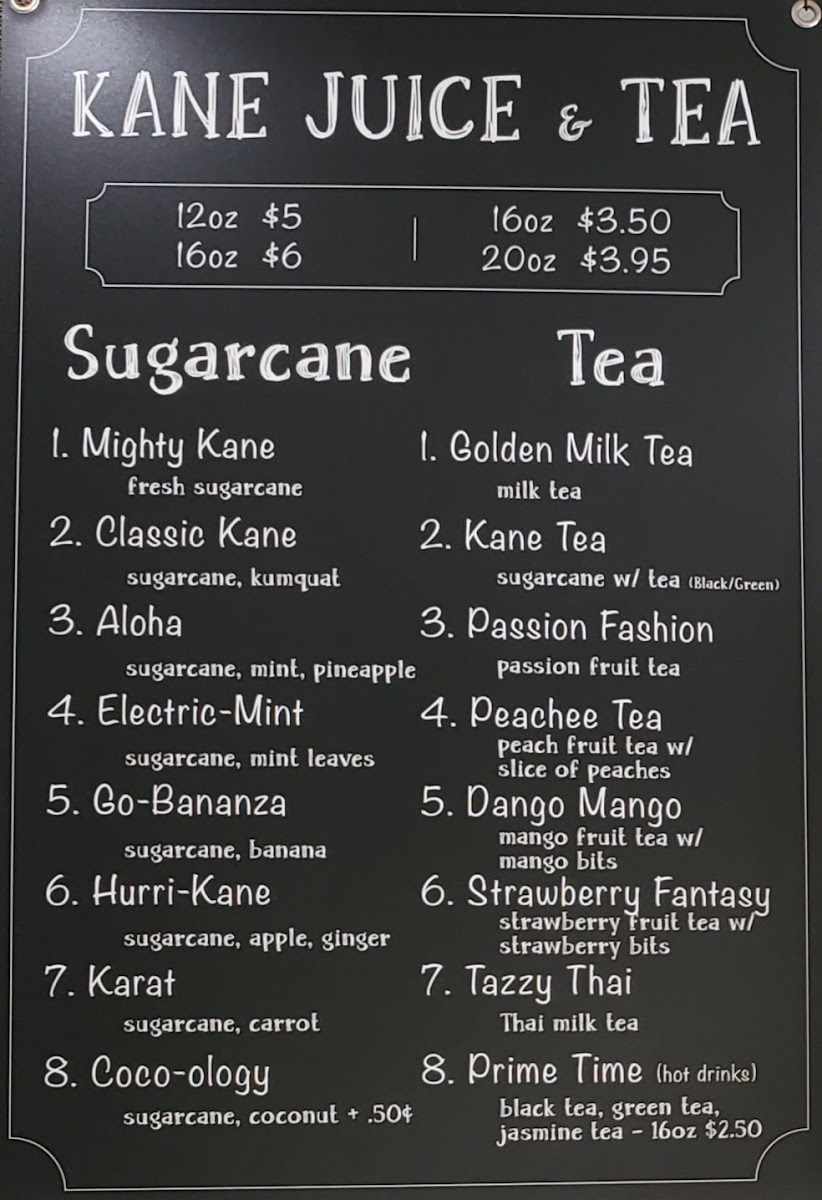 KANE JUICE & TEA
12oz $5
16oz $6
16oz $3.50
20oz $3.95
Sugarcane
1. Mighty Kane
fresh sugarcane
2. Classic Kane
sugarcane, kumquat
3. Aloha
sugarcane, mint, pineapple
4. Electric-Mint
sugarcane, mint leaves
5. Go-Bananza
sugarcane, banana
6. Hurri-Kane
sugarcane, apple, ginger
7. Karat
sugarcane, carrot
8. Coco-ology
sugarcane, coconut + .50¢
Tea
1. Golden Milk Tea
milk tea
2. Kane Tea
sugarcane w/ tea (Black/Green)
3. Passion Fashion
passion fruit tea
4. Peachee Tea
peach fruit tea w/
slice of peaches
5. Dango Mango
mango fruit tea w/
mango bits
6. Strawberry Fantasy
strawberry fruit tea w/
strawberry bits
7. Tazzy Thai
Thai milk tea
8. Prime Time (hot drinks)
black tea, green tea,
jasmine tea - 16oz $2.50